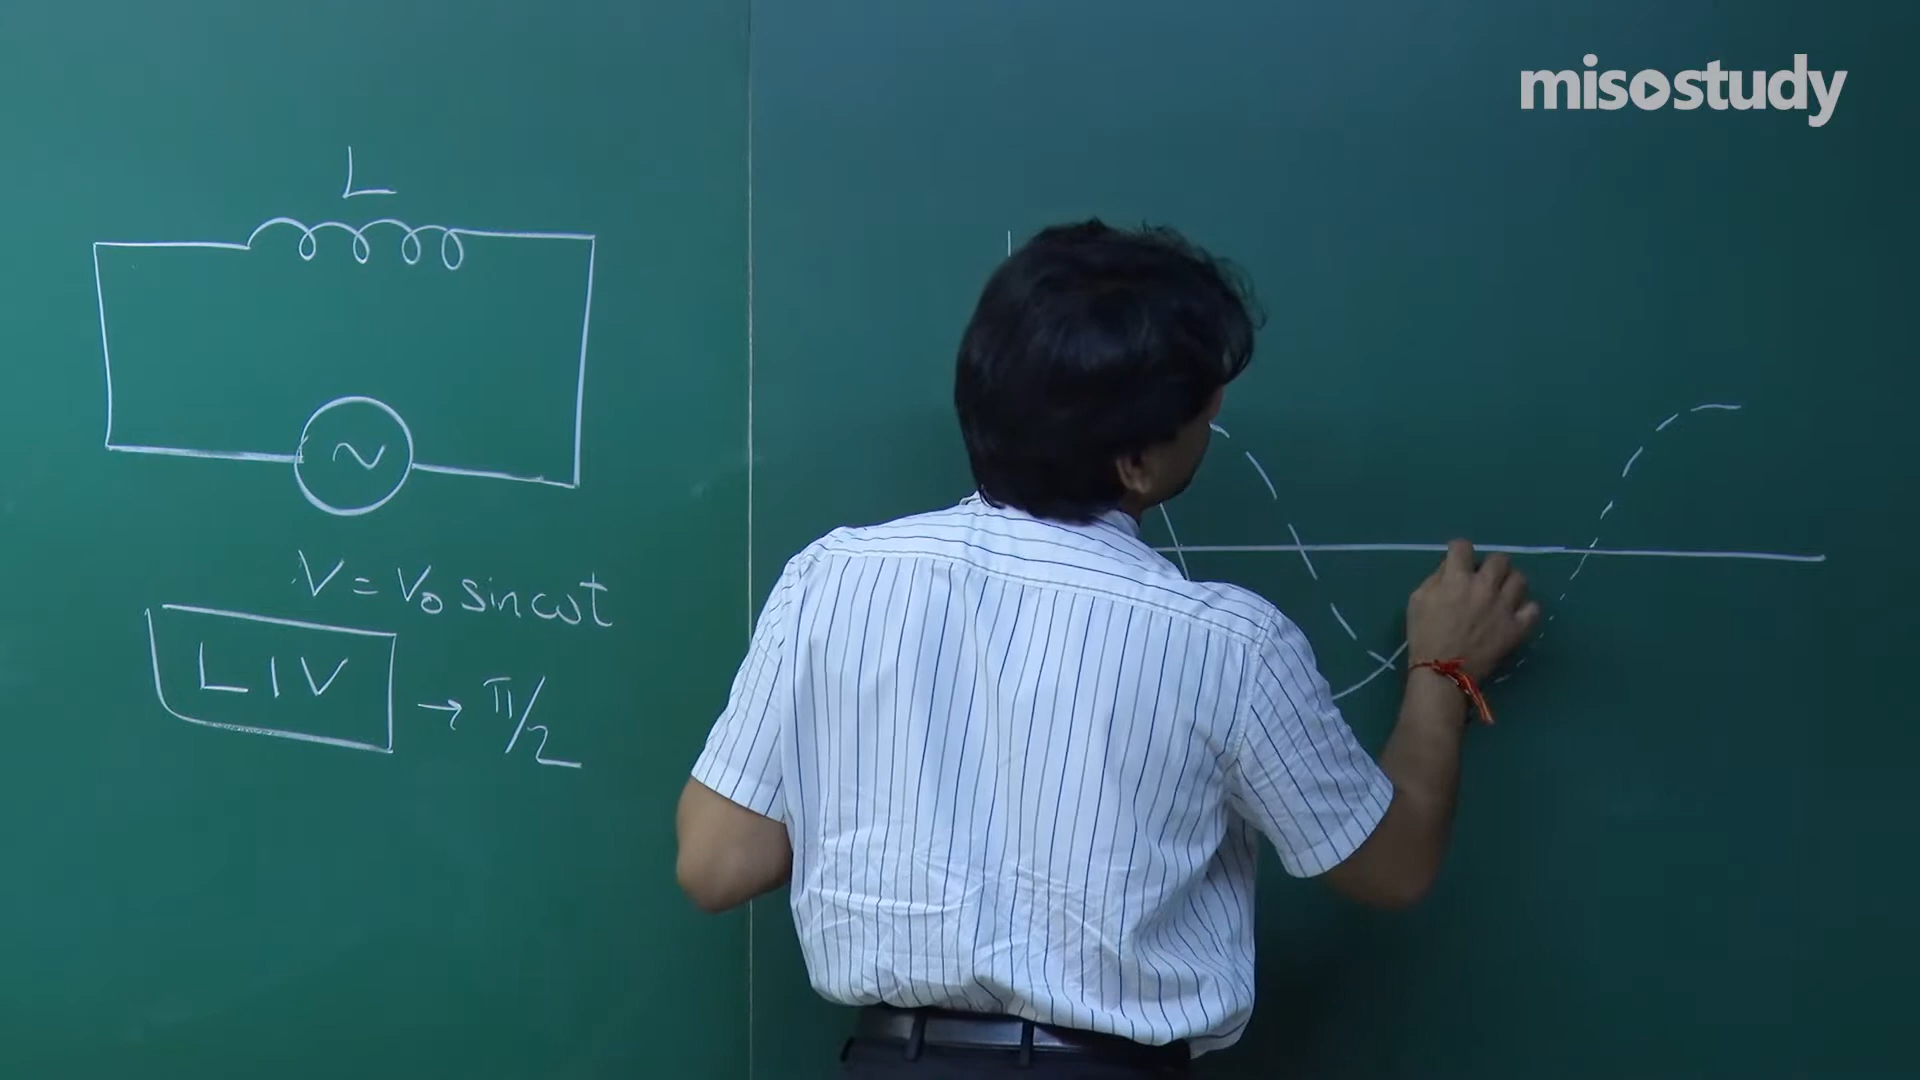 misostudy
L
~
V = V₀ sin ωt
LIV → π/2